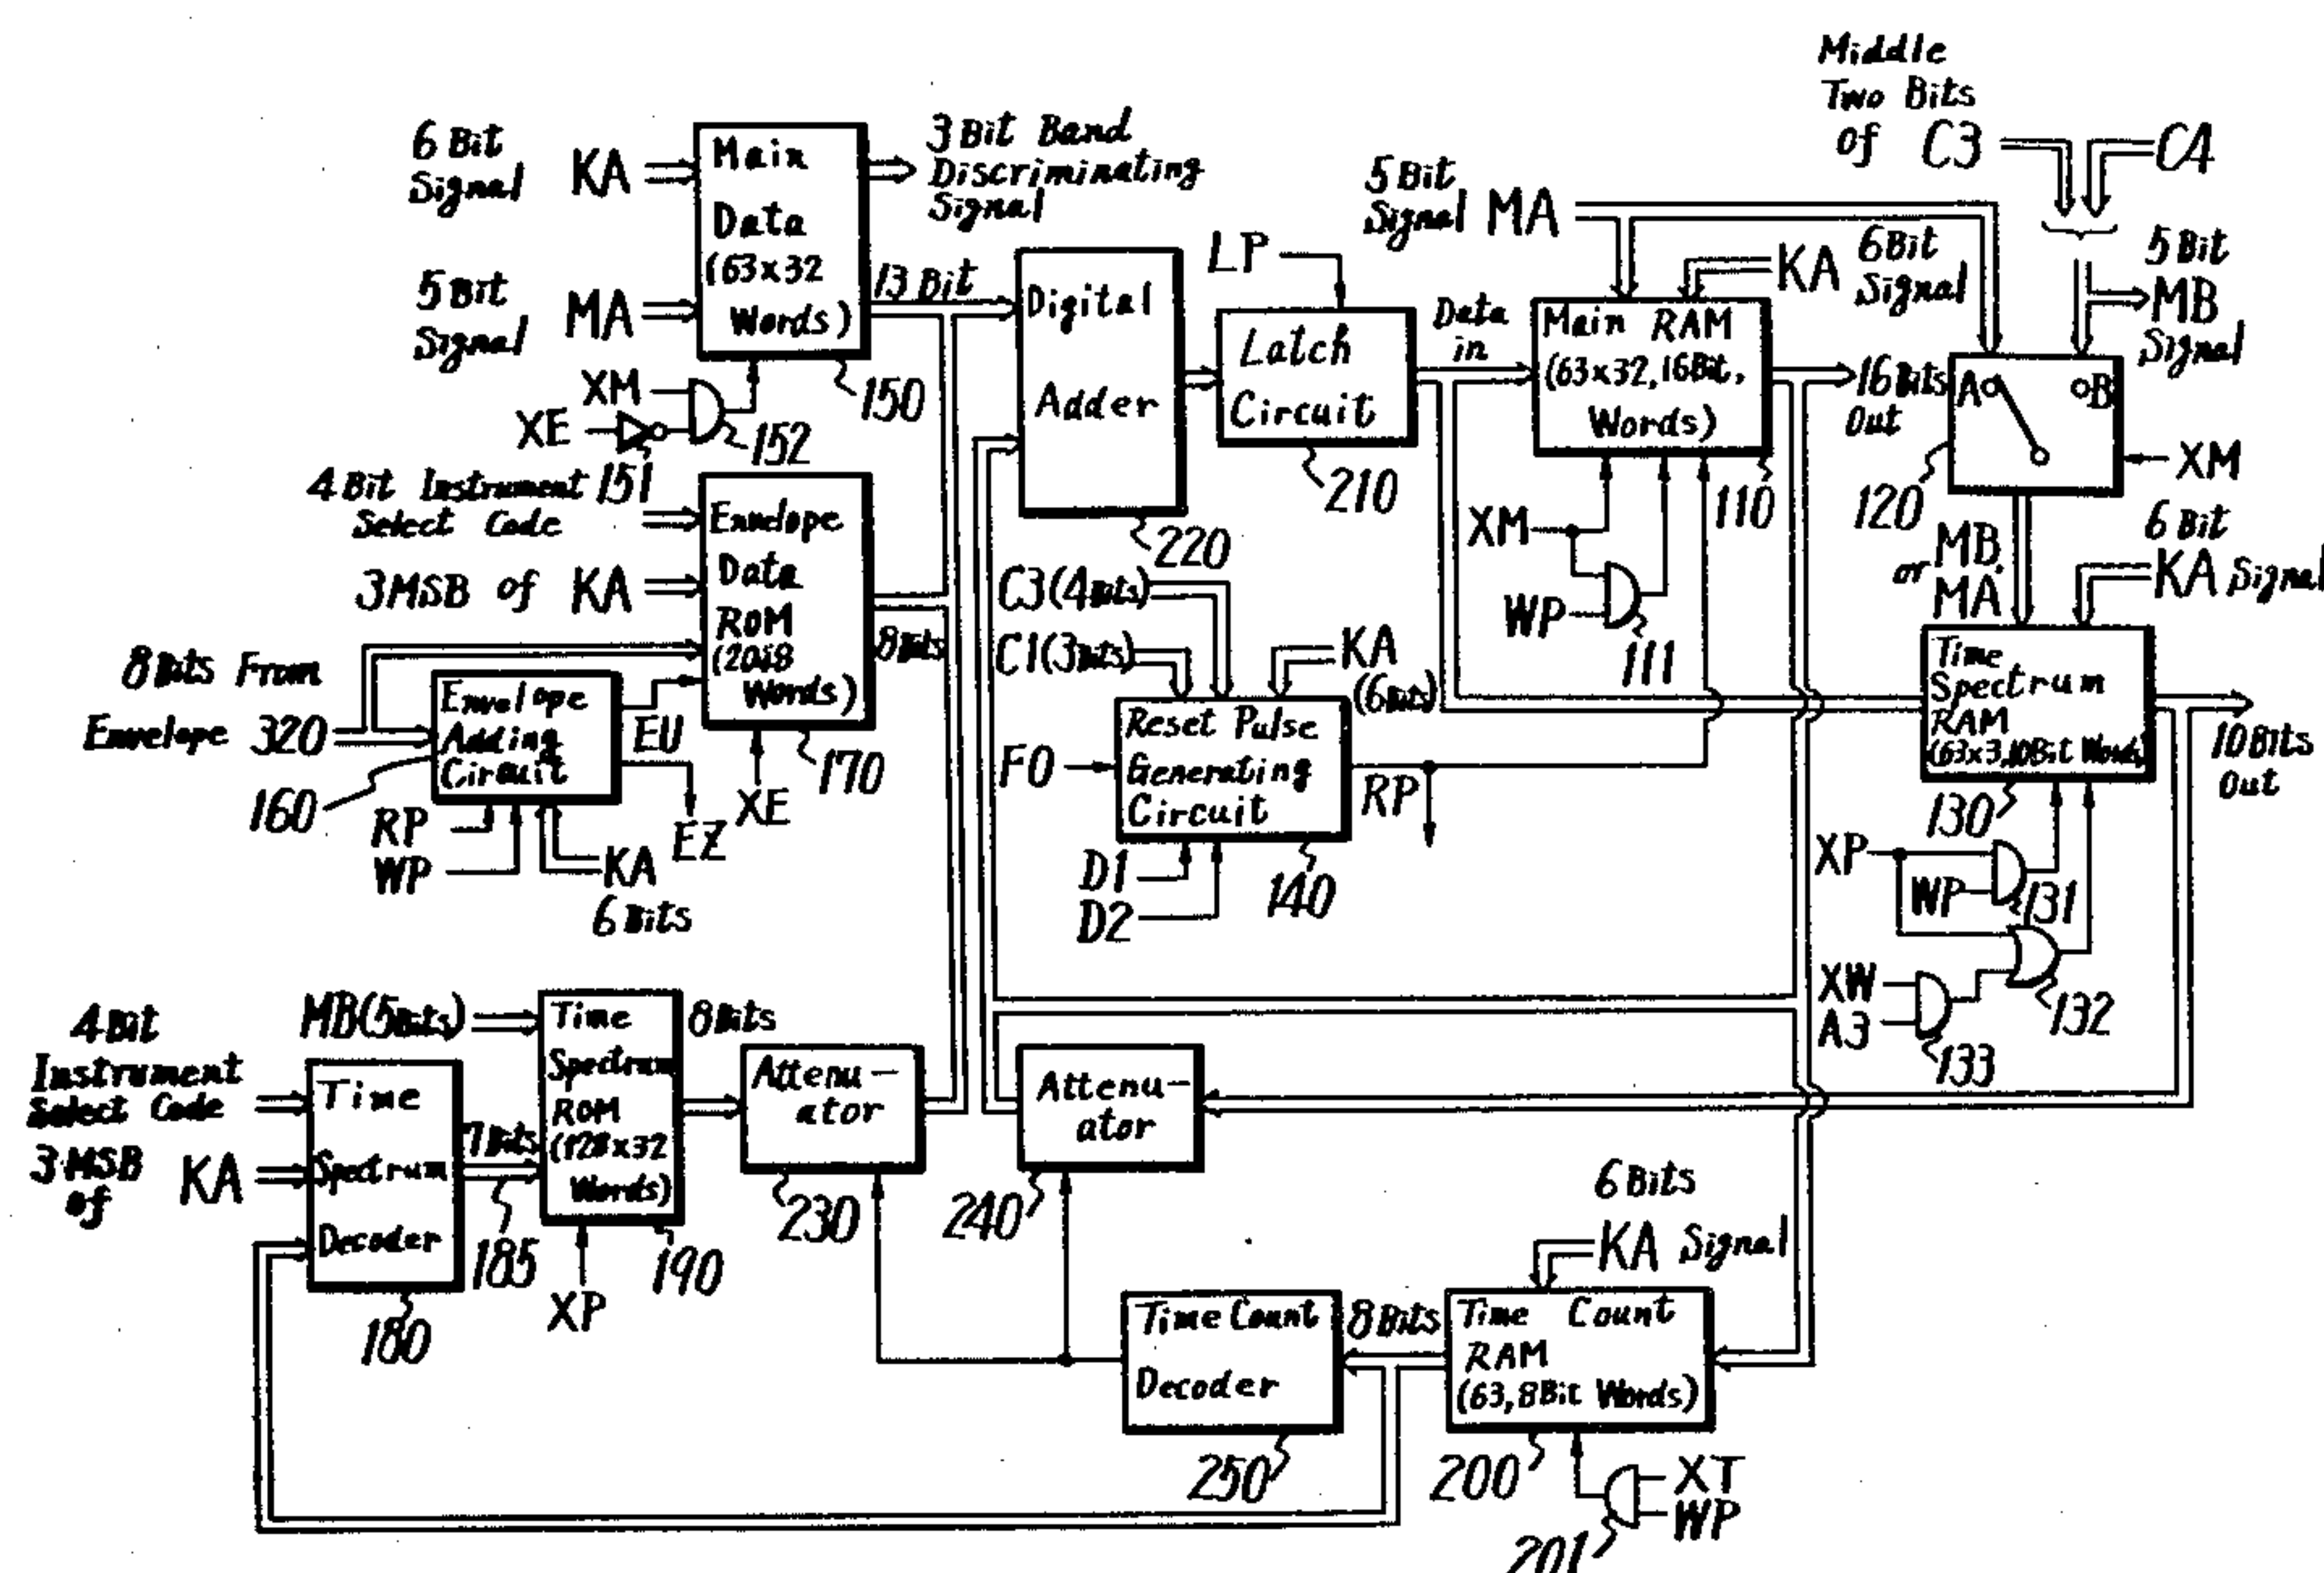 Middle
Two Bits
of C3
C4
6 Bit
Signal
KA
Main
Data
(63x32
Words)
3 Bit Band
Discriminating
Signal
5 Bit
Signal
MA
13 Bit
XM
XE
151
152
150
5 Bit
Signal MA
6 Bit
Signal
KA
5 Bit
MB
Signal
LP
Digital
Adder
220
Latch
Circuit
210
Data
in
Main RAM
(63x32, 16Bit,
Words)
110
16 Bits
Out
A
B
XM
120
MB
or
MA
6 Bit
KA Signal
XM
WP
111
4 Bit Instrument
Select Code
3 MSB of KA
Envelope
Data
ROM
(2048
Words)
8 Bits
170
XE
8 Bits From
Envelope 320
Envelope
Adding
Circuit
160
EU
EZ
RP
WP
KA
6 Bits
C3(4Bits)
C1(3Bits)
KA
(6Bits)
F0
Reset Pulse
Generating
Circuit
RP
D1
D2
140
Time
Spectrum
RAM
(63x3,10Bit Words)
130
10 Bits
Out
XP
WP
131
132
XW
A3
133
MB(5Bits)
4 Bit
Instrument
Select Code
3 MSB
of
KA
Time
Spectrum
Decoder
180
7 Bits
185
Time
Spectrum
ROM
(128x32
Words)
190
XP
8 Bits
Attenu-
ator
230
Attenu-
ator
240
Time Count
Decoder
250
8 Bits
6 Bits
KA Signal
Time Count
RAM
(63, 8Bit Words)
200
XT
WP
201